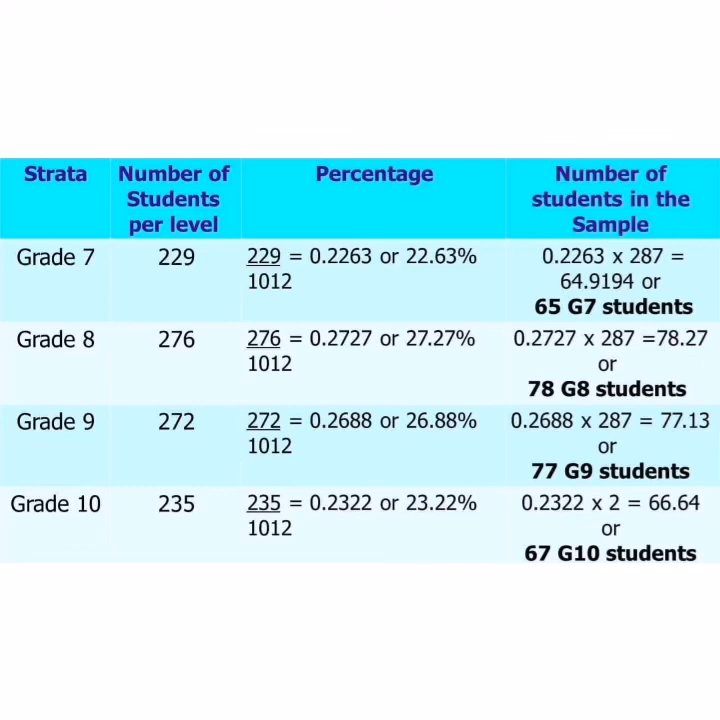 Strata
Number of
Students
per level
Percentage
Number of
students in the
Sample
Grade 7
229
229 = 0.2263 or 22.63%
1012
0.2263 x 287 =
64.9194 or
65 G7 students
Grade 8
276
276 = 0.2727 or 27.27%
1012
0.2727 x 287 =78.27
or
78 G8 students
Grade 9
272
272 = 0.2688 or 26.88%
1012
0.2688 x 287 = 77.13
or
77 G9 students
Grade 10
235
235 = 0.2322 or 23.22%
1012
0.2322 x 2 = 66.64
or
67 G10 students